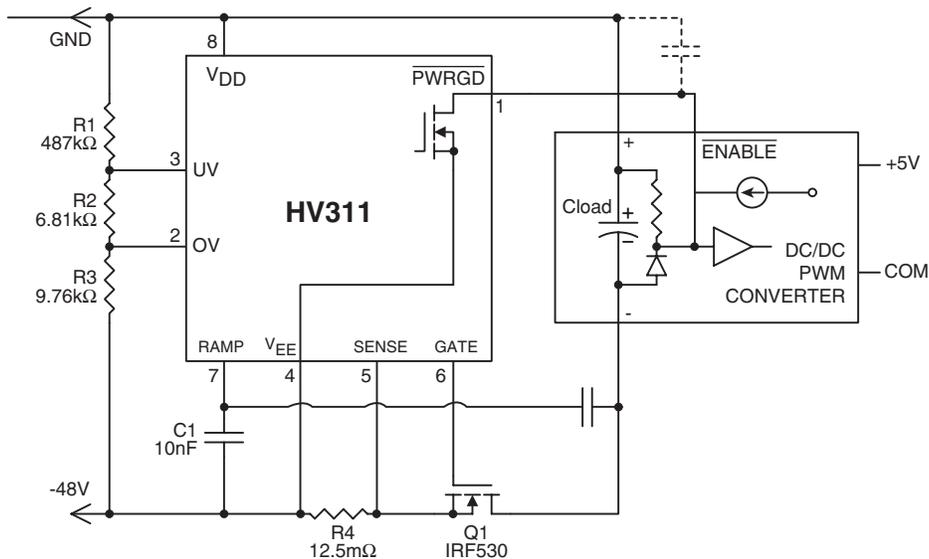 GND
8
V_DD
PWRGD
1
R1
487kΩ
3
UV
ENABLE
+5V
+
R2
6.81kΩ
HV311
Cload
+
−
2
OV
DC/DC
PWM
CONVERTER
COM
R3
9.76kΩ
-
RAMP
V_EE
SENSE
GATE
7
4
5
6
C1
10nF
-48V
R4
12.5mΩ
Q1
IRF530